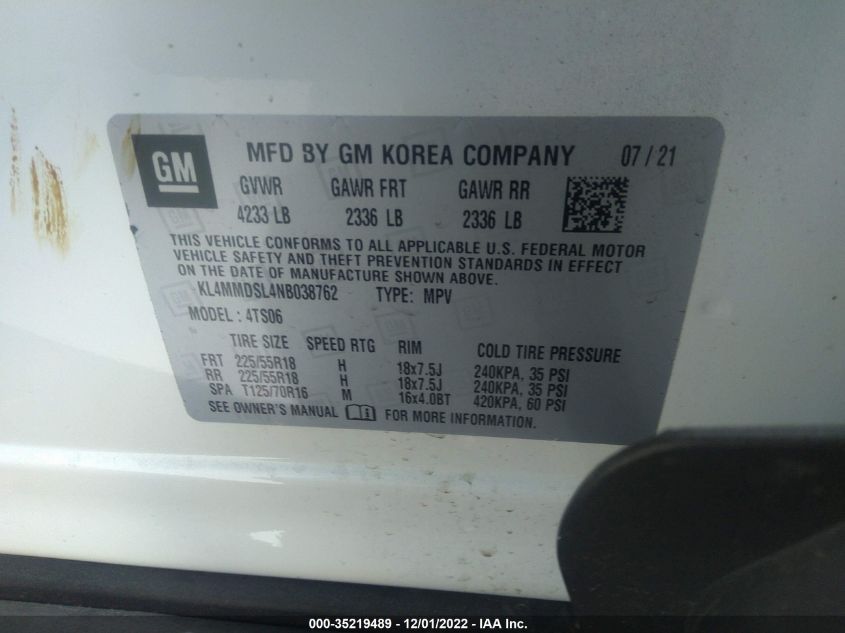 GM MFD BY GM KOREA COMPANY 07 / 21
GVWR GAWR FRT GAWR RR
4233 LB 2336 LB 2336 LB
THIS VEHICLE CONFORMS TO ALL APPLICABLE U.S. FEDERAL MOTOR
VEHICLE SAFETY AND THEFT PREVENTION STANDARDS IN EFFECT
ON THE DATE OF MANUFACTURE SHOWN ABOVE.
KL4MMDSL4NB038762 TYPE: MPV
MODEL : 4TS06
TIRE SIZE SPEED RTG RIM COLD TIRE PRESSURE
FRT 225/55R18 H 18x7.5J 240KPA, 35 PSI
RR 225/55R18 H 18x7.5J 240KPA, 35 PSI
SPA T125/70R16 M 16x4.0BT 420KPA, 60 PSI
SEE OWNER'S MANUAL FOR MORE INFORMATION.
000-35219489 - 12/01/2022 - IAA Inc.